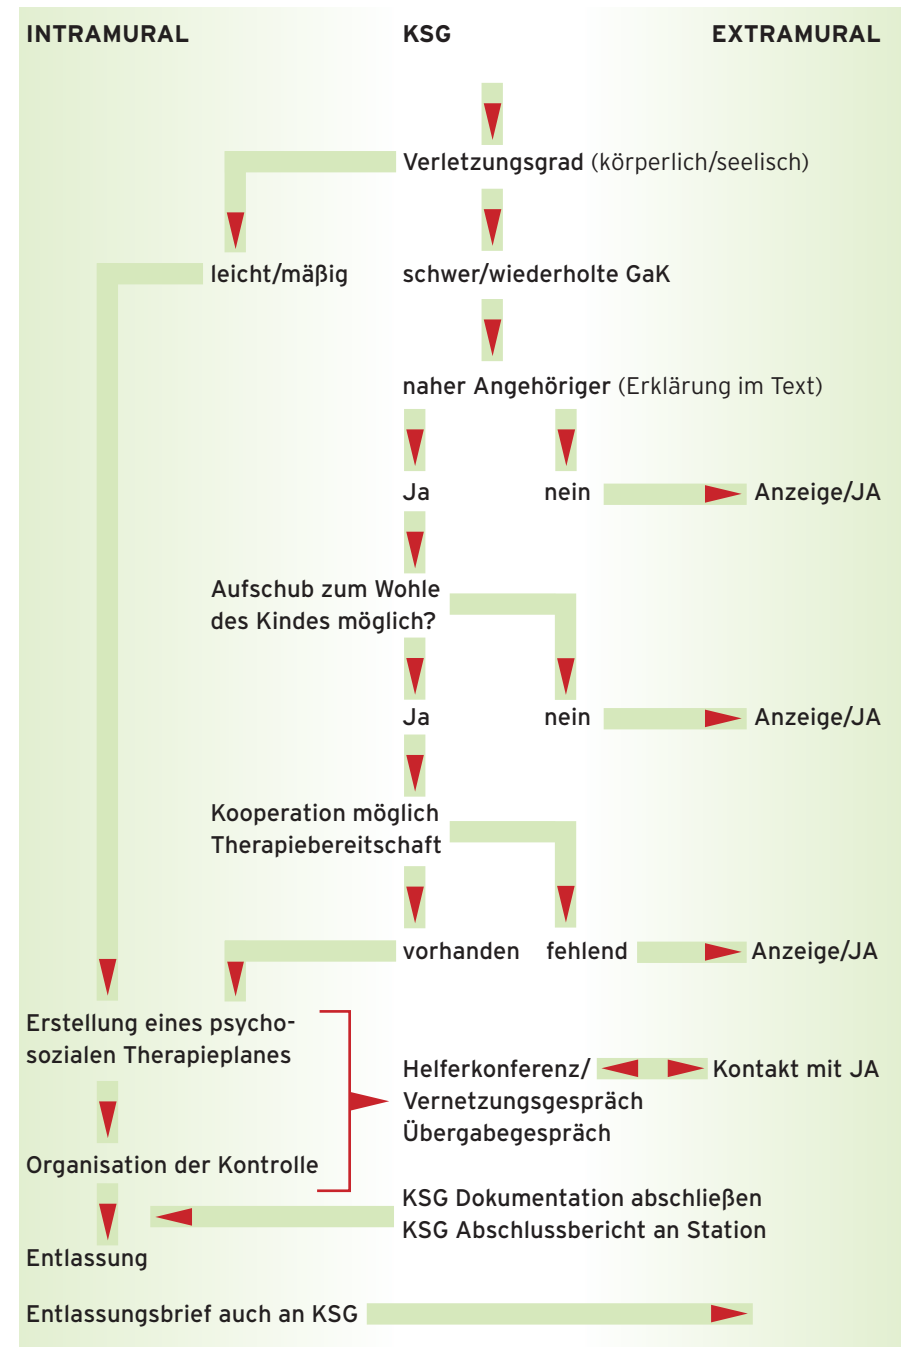 INTRAMURAL KSG EXTRAMURAL
Verletzungsgrad (körperlich/seelisch)
leicht/mäßig schwer/wiederholte GaK
naher Angehöriger (Erklärung im Text)
Ja nein Anzeige/JA
Aufschub zum Wohle
des Kindes möglich?
Ja nein Anzeige/JA
Kooperation möglich
Therapiebereitschaft
vorhanden fehlend Anzeige/JA
Erstellung eines psycho-
sozialen Therapieplanes
Helferkonferenz/ Kontakt mit JA
Vernetzungsgespräch
Übergabegespräch
Organisation der Kontrolle
KSG Dokumentation abschließen
KSG Abschlussbericht an Station
Entlassung
Entlassungsbrief auch an KSG